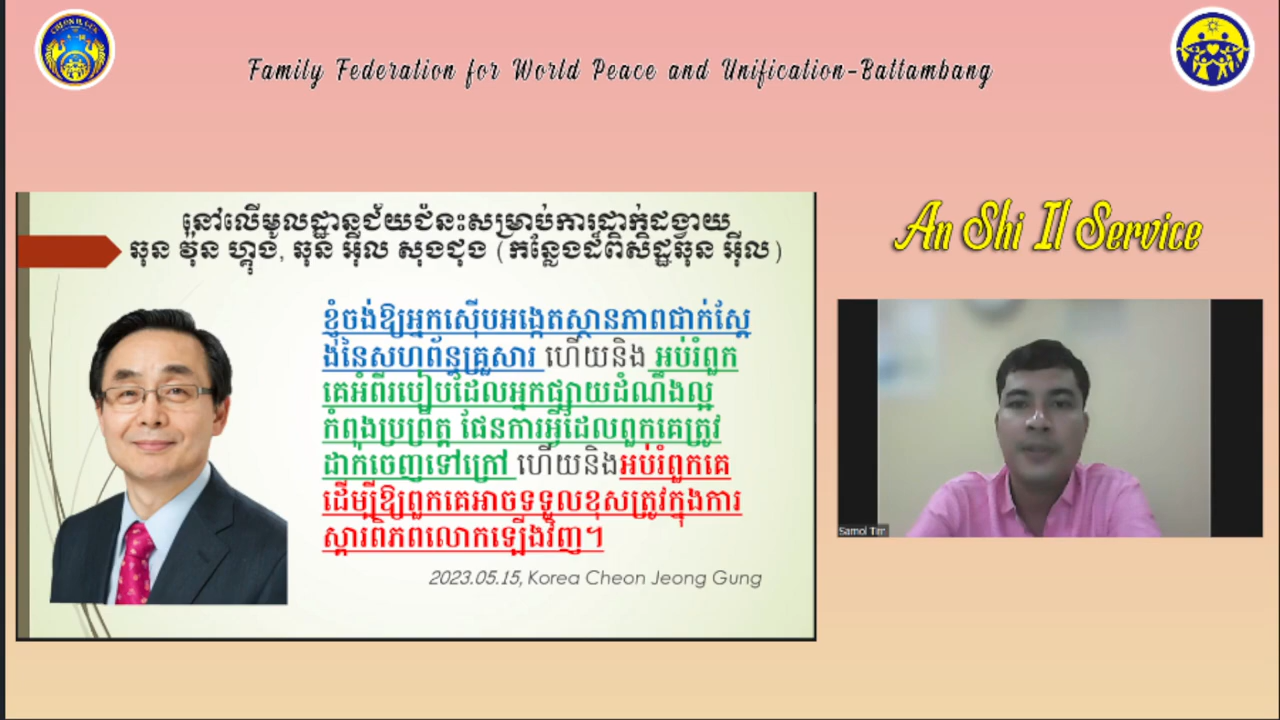 CHEON IL GUK
Family Federation for World Peace and Unification-Battambang
An Shi Il Service
នៅលើមូលដ្ឋានជ័យជំនះសម្រាប់ការដាក់ដង្វាយ
ឆុន វ៉ុន ហ្គុង, ឆុន អ៊ីល សុងជុង (កន្លែងដ៏ពិសិដ្ឋឆុន អ៊ីល)
ខ្ញុំចង់ឱ្យអ្នកស៊ើបអង្កេតស្ថានភាពជាក់ស្តែ
ងនៃសហព័ន្ធគ្រួសារ ហើយនិង អប់រំពួក
គេអំពីរបៀបដែលអ្នកផ្សាយដំណឹងល្អ
កំពុងប្រព្រឹត្ត ផែនការអ្វីដែលពួកគេត្រូវ
ដាក់ចេញទៅក្រៅ ហើយនិងអប់រំពួកគេ
ដើម្បីឱ្យពួកគេអាចទទួលខុសត្រូវក្នុងការ
ស្តារពិភពលោកឡើងវិញ។
2023.05.15, Korea Cheon Jeong Gung
Samol Tim